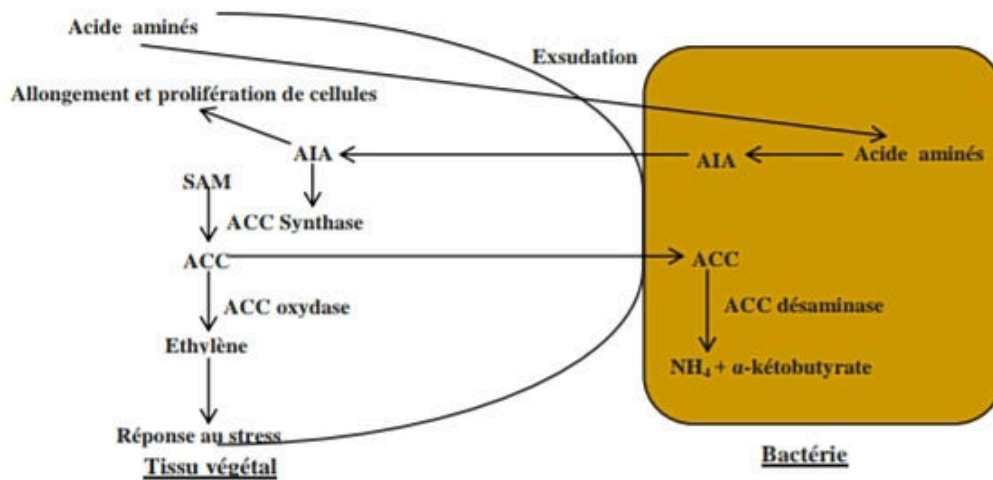 Acide aminés
Exsudation
Allongement et prolifération de cellules
AIA
AIA
Acide aminés
SAM
ACC Synthase
ACC
ACC
ACC oxydase
ACC désaminase
Ethylène
NH₄ + α-kétobutyrate
Réponse au stress
Tissu végétal
Bactérie